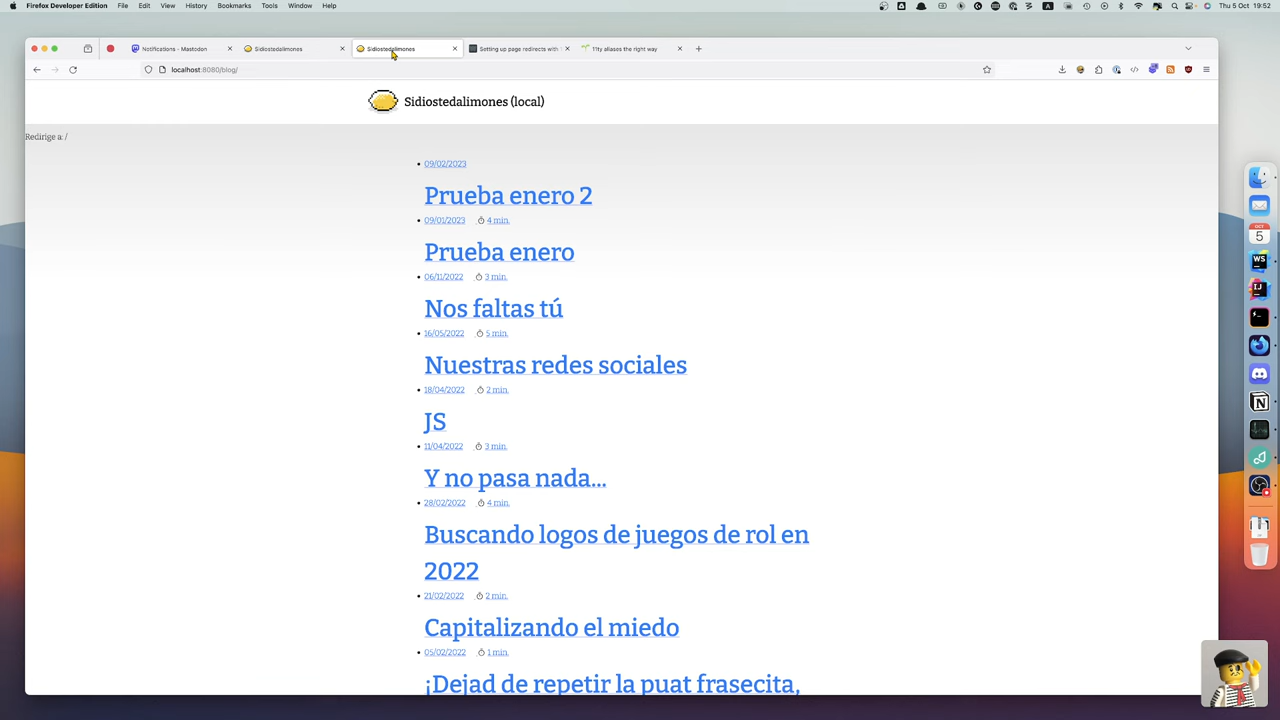 Firefox Developer Edition File Edit View History Bookmarks Tools Window Help A Thu 5 Oct 19:52
Notifications - Mastodon Sidiostedalimones Sidiostedalimones Setting up page redirects with 11ty aliases the right way
localhost:8080/blog/
Sidiostedalimones (local)
Redirige a: /
09/02/2023
Prueba enero 2
09/01/2023 4 min.
Prueba enero
06/11/2022 3 min.
Nos faltas tú
16/05/2022 5 min.
Nuestras redes sociales
18/04/2022 2 min.
JS
11/04/2022 3 min.
Y no pasa nada...
28/02/2022 4 min.
Buscando logos de juegos de rol en
2022
21/02/2022 2 min.
Capitalizando el miedo
05/02/2022 1 min.
¡Dejad de repetir la puat frasecita,
OCT
5
WS
IJ